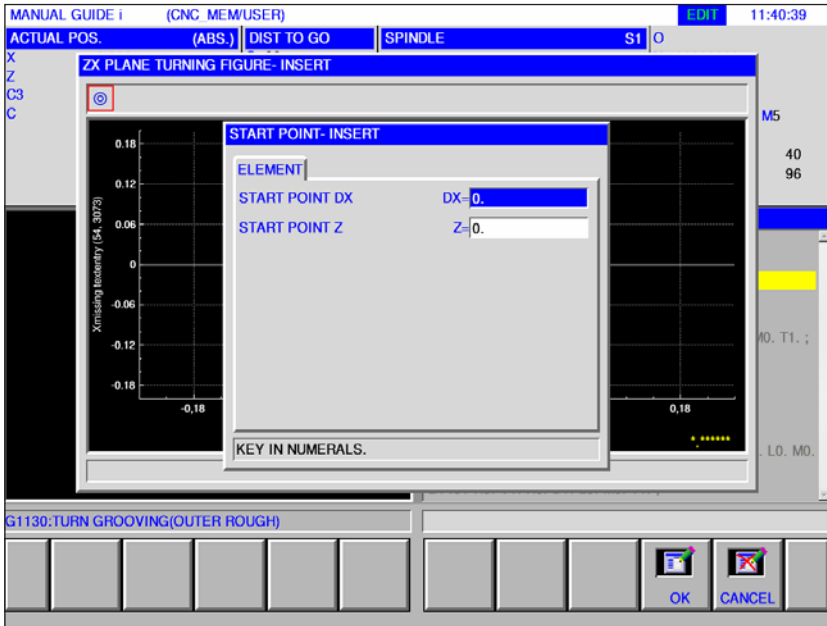 MANUAL GUIDE i (CNC_MEM/USER) EDIT 11:40:39
ACTUAL POS. (ABS.) DIST TO GO SPINDLE S1 O
X
Z
C3
C
M5
40
96
ZX PLANE TURNING FIGURE- INSERT
START POINT- INSERT
ELEMENT
START POINT DX DX=0.
START POINT Z Z=0.
KEY IN NUMERALS.
Xmissing textentry (54, 3073)
0.18
0.12
0.06
0
-0.06
-0.12
-0.18
-0,18 0,18
*.******
M0. T1. ;
. L0. M0.
G1130:TURN GROOVING(OUTER ROUGH)
OK CANCEL